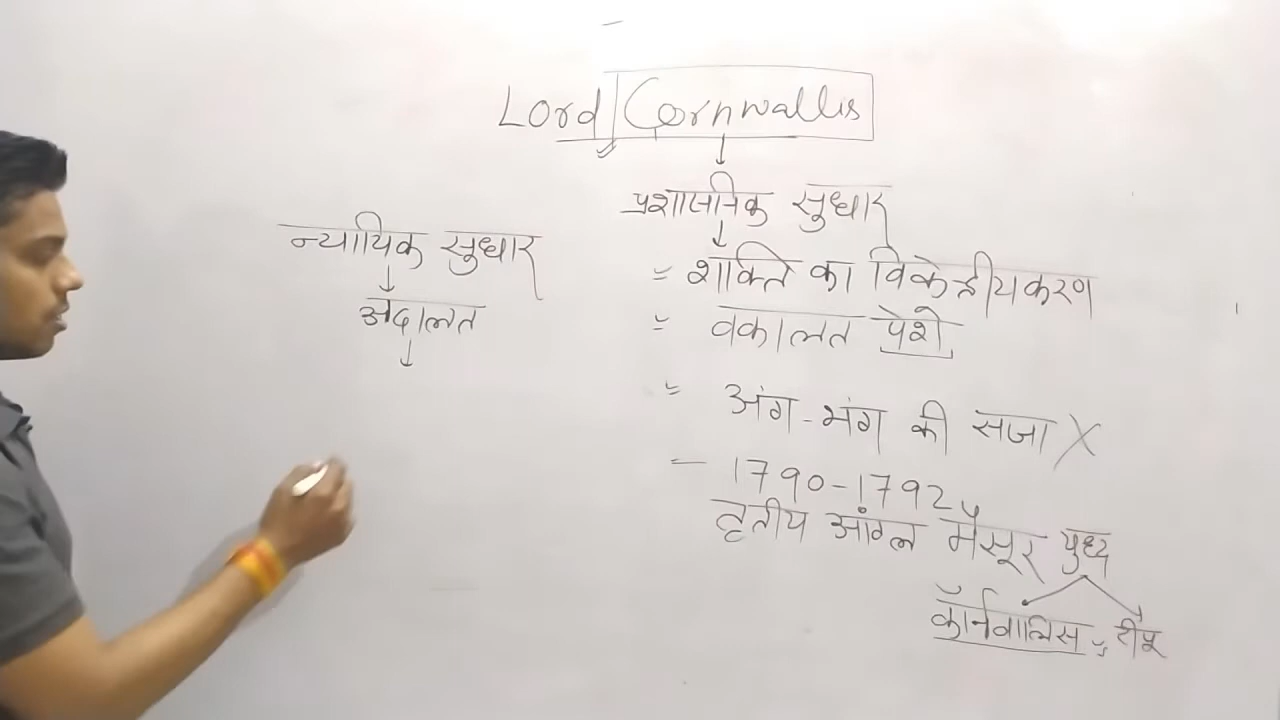 Lord Cornwallis
प्रशासनिक सुधार
शक्ति का विकेन्द्रीयकरण
वकालत पेशे
अंग-भंग की सजा X
- 1790-1792
तृतीय आंग्ल मैसूर युध्द
कॉर्नवालिस टीपू
न्यायिक सुधार
अदालत